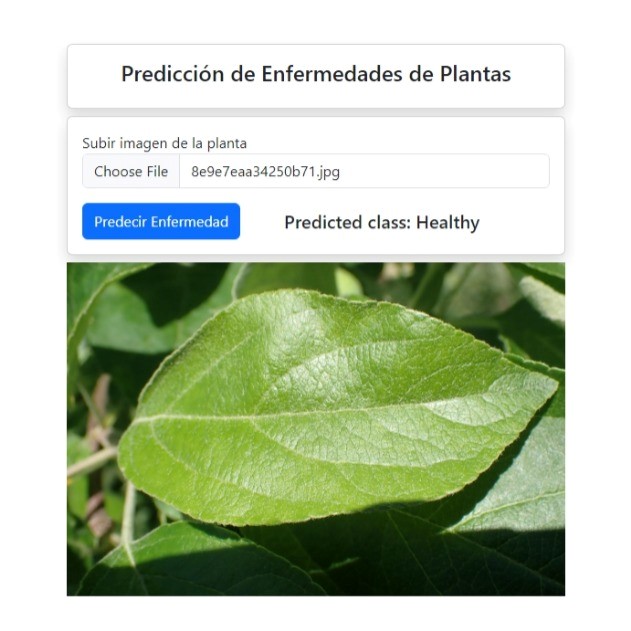 Predicción de Enfermedades de Plantas
Subir imagen de la planta
Choose File 8e9e7eaa34250b71.jpg
Predecir Enfermedad Predicted class: Healthy